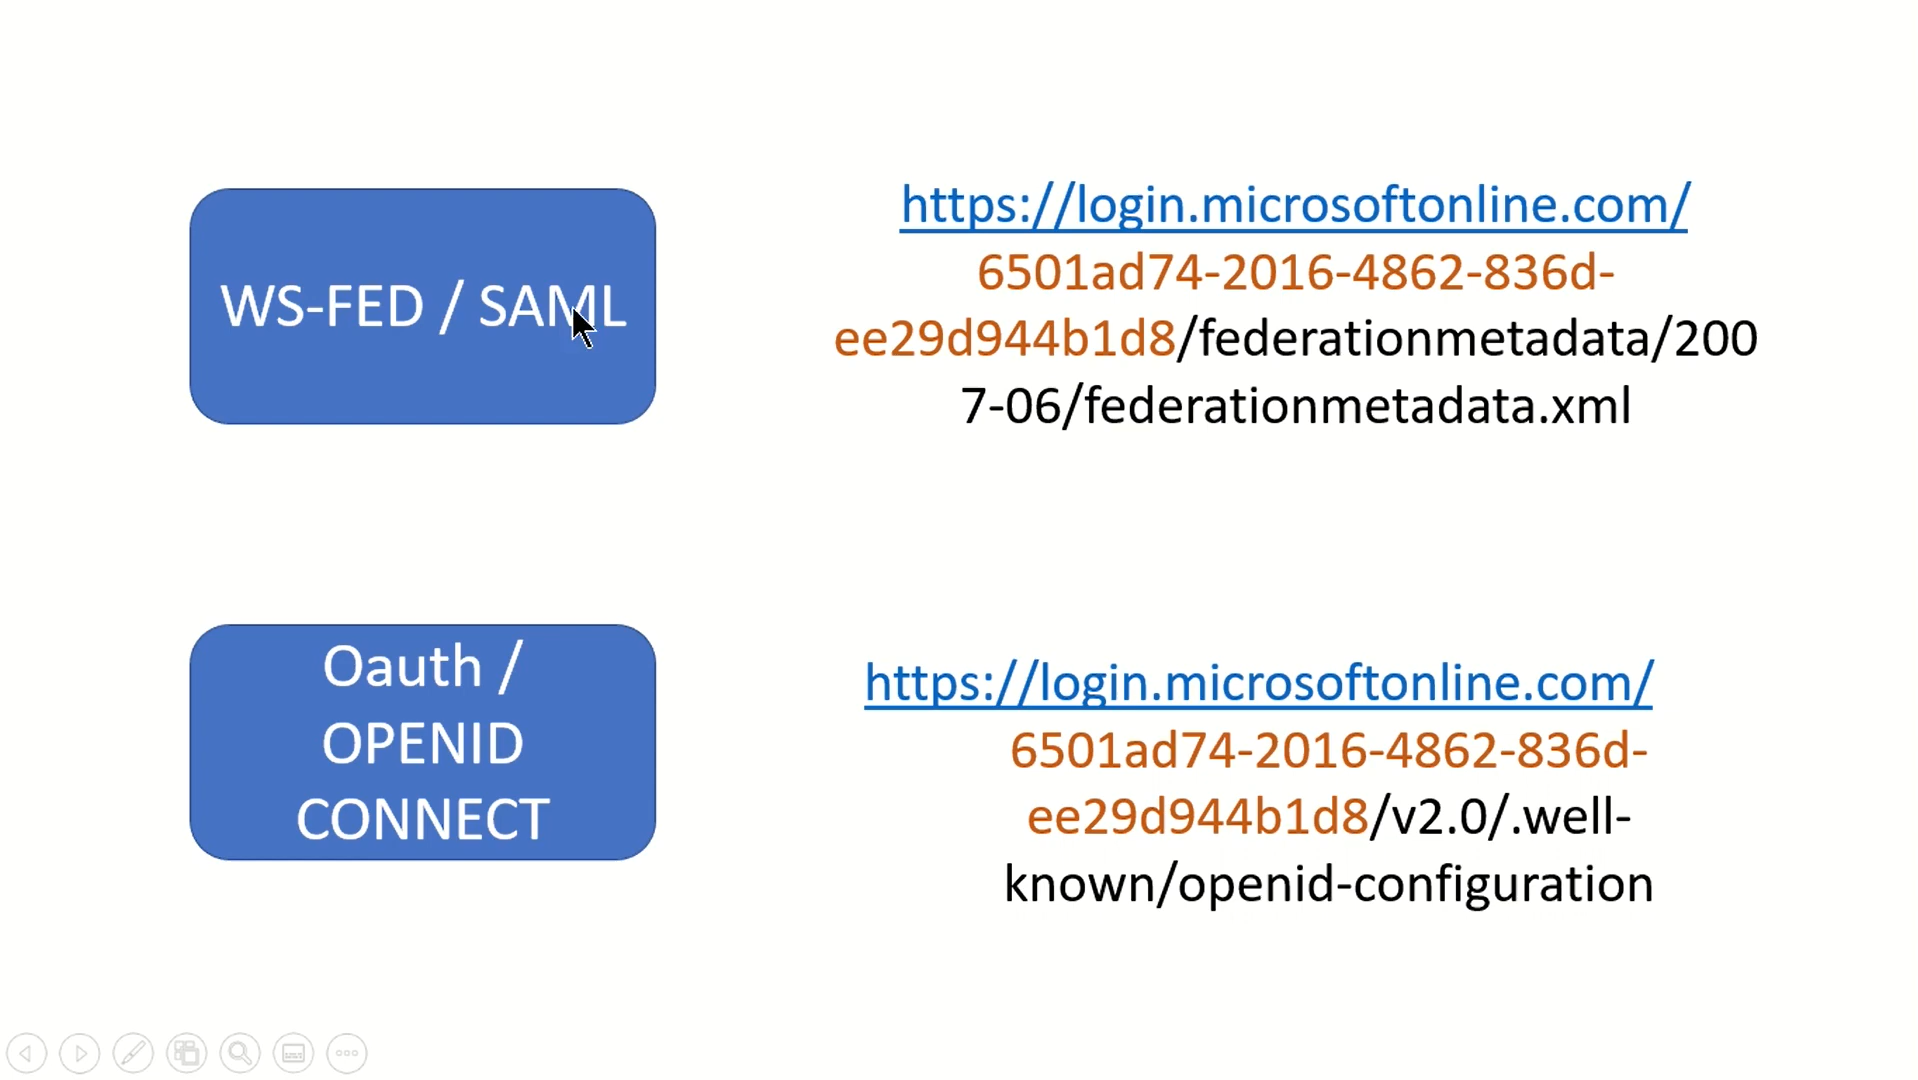 WS-FED / SAML
https://login.microsoftonline.com/
6501ad74-2016-4862-836d-
ee29d944b1d8/federationmetadata/200
7-06/federationmetadata.xml
Oauth /
OPENID
CONNECT
https://login.microsoftonline.com/
6501ad74-2016-4862-836d-
ee29d944b1d8/v2.0/.well-
known/openid-configuration